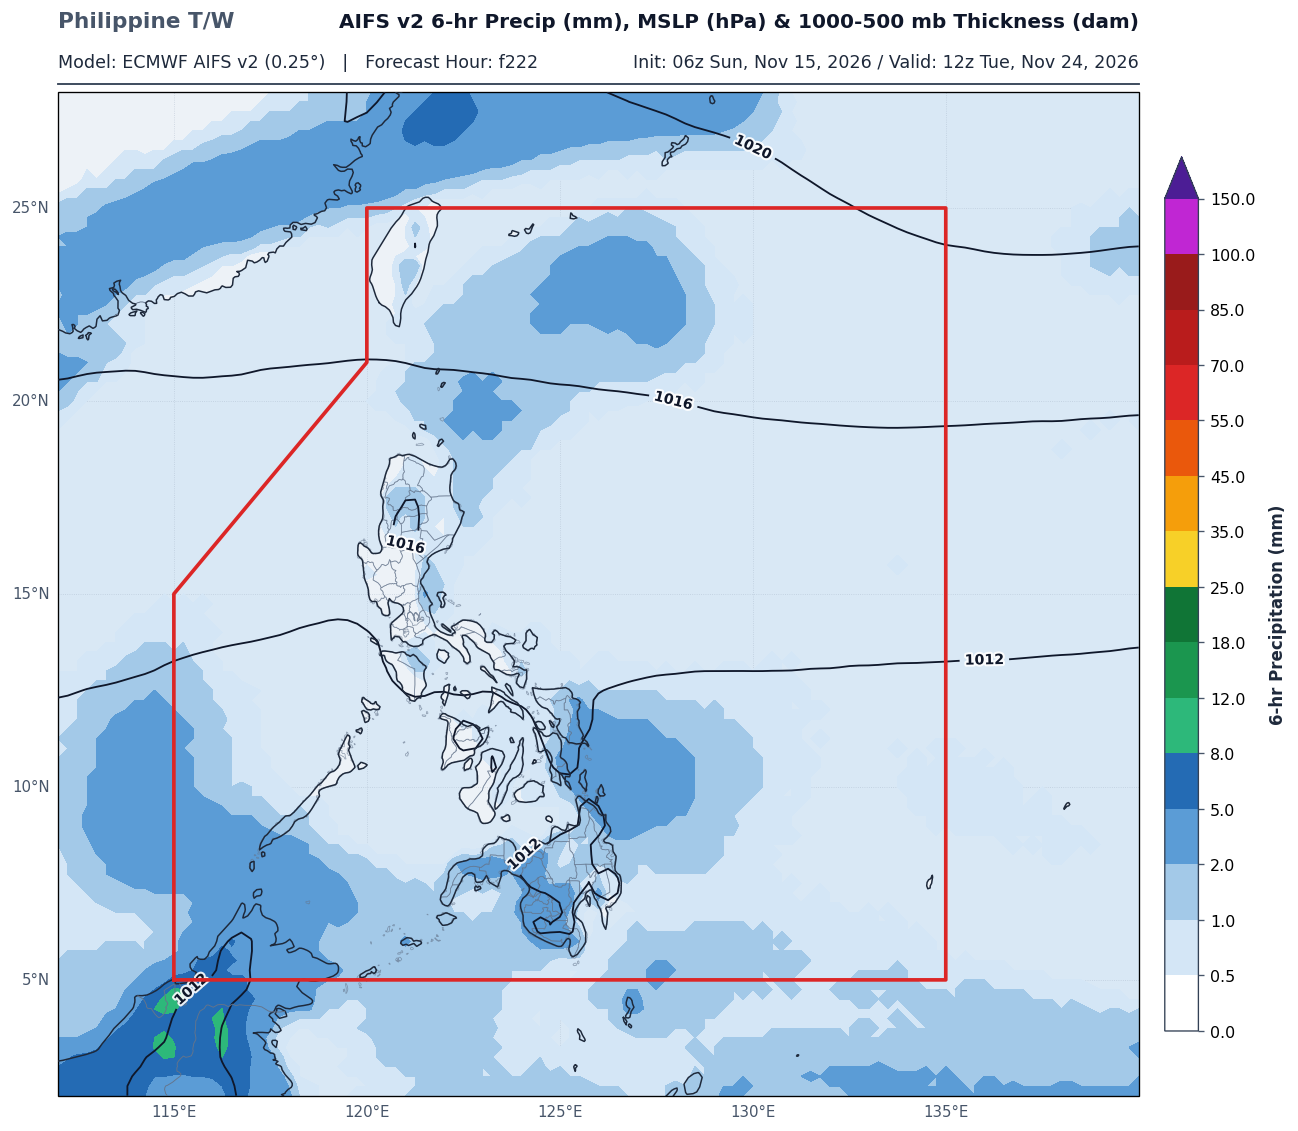 Philippine T/W
AIFS v2 6-hr Precip (mm), MSLP (hPa) & 1000-500 mb Thickness (dam)
Model: ECMWF AIFS v2 (0.25°)   |   Forecast Hour: f222
Init: 06z Sun, Nov 15, 2026 / Valid: 12z Tue, Nov 24, 2026
1020
25°N
20°N
15°N
10°N
5°N
1016
1016
1012
1012
1012
115°E
120°E
125°E
130°E
135°E
150.0
100.0
85.0
70.0
55.0
45.0
35.0
25.0
18.0
12.0
8.0
5.0
2.0
1.0
0.5
0.0
6-hr Precipitation (mm)